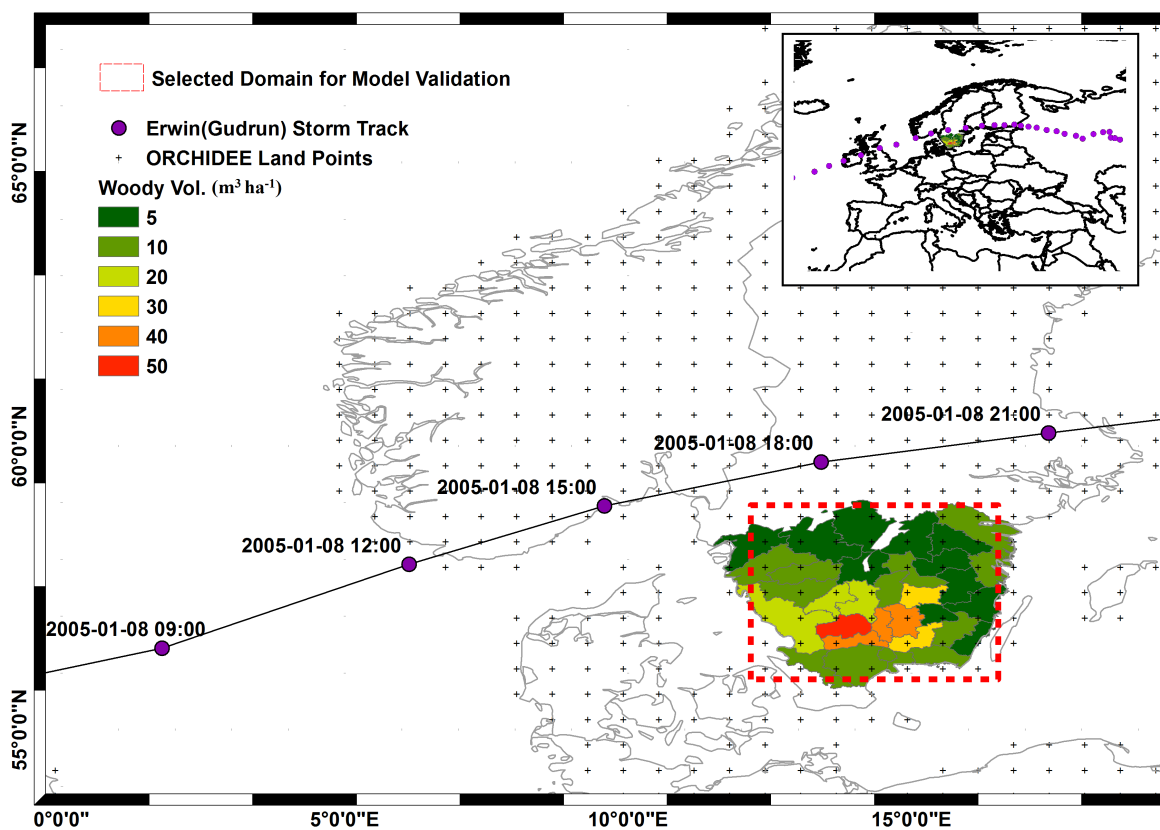 Selected Domain for Model Validation
Erwin(Gudrun) Storm Track
ORCHIDEE Land Points
Woody Vol. (m³ ha⁻¹)
5
10
20
30
40
50
65°0'0"N
60°0'0"N
55°0'0"N
2005-01-08 21:00
2005-01-08 18:00
2005-01-08 15:00
2005-01-08 12:00
2005-01-08 09:00
0°0'0"
5°0'0"E
10°0'0"E
15°0'0"E